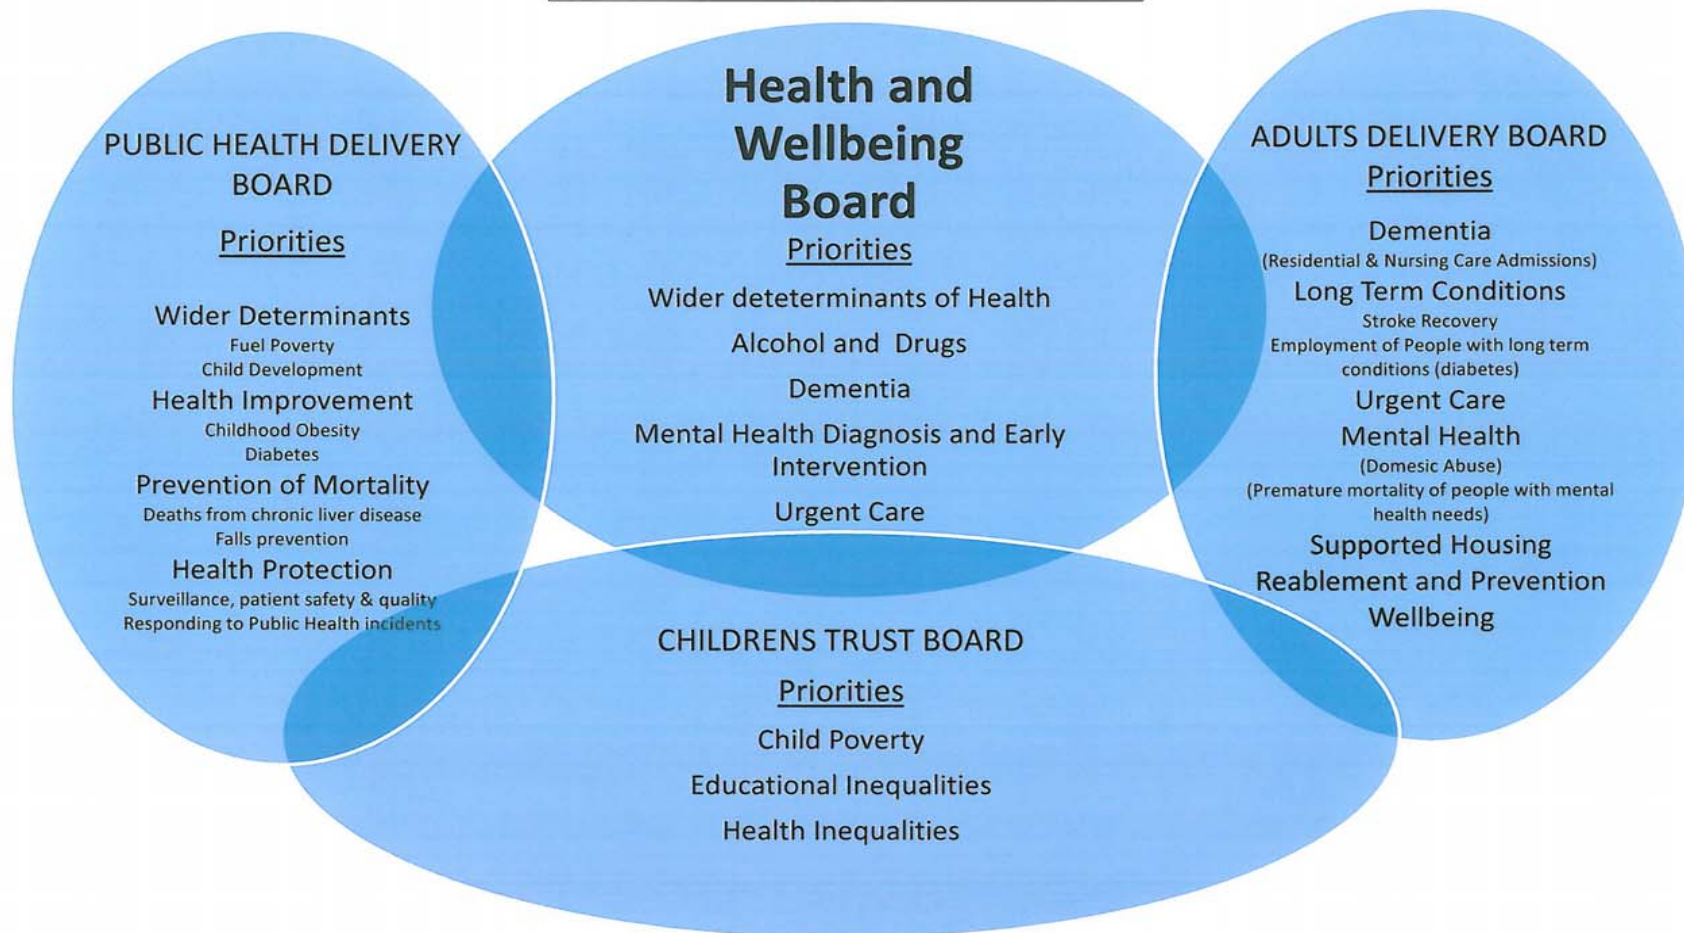 PUBLIC HEALTH DELIVERY
BOARD
Priorities
Wider Determinants
Fuel Poverty
Child Development
Health Improvement
Childhood Obesity
Diabetes
Prevention of Mortality
Deaths from chronic liver disease
Falls prevention
Health Protection
Surveillance, patient safety & quality
Responding to Public Health incidents
Health and
Wellbeing
Board
Priorities
Wider deteterminants of Health
Alcohol and Drugs
Dementia
Mental Health Diagnosis and Early
Intervention
Urgent Care
ADULTS DELIVERY BOARD
Priorities
Dementia
(Residential & Nursing Care Admissions)
Long Term Conditions
Stroke Recovery
Employment of People with long term
conditions (diabetes)
Urgent Care
Mental Health
(Domesic Abuse)
(Premature mortality of people with mental
health needs)
Supported Housing
Reablement and Prevention
Wellbeing
CHILDRENS TRUST BOARD
Priorities
Child Poverty
Educational Inequalities
Health Inequalities